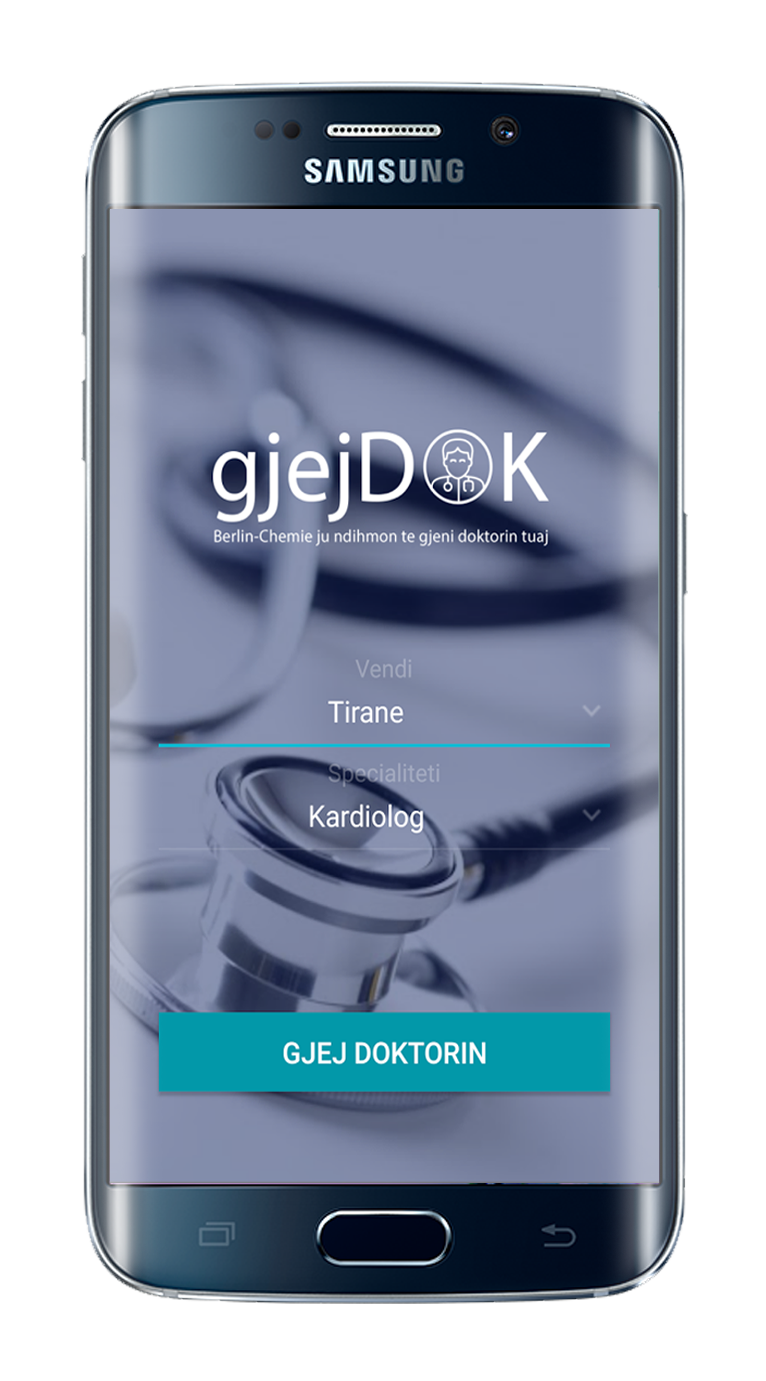 SAMSUNG
gjejDOK
Berlin-Chemie ju ndihmon te gjeni doktorin tuaj
Vendi
Tirane
Specialiteti
Kardiolog
GJEJ DOKTORIN